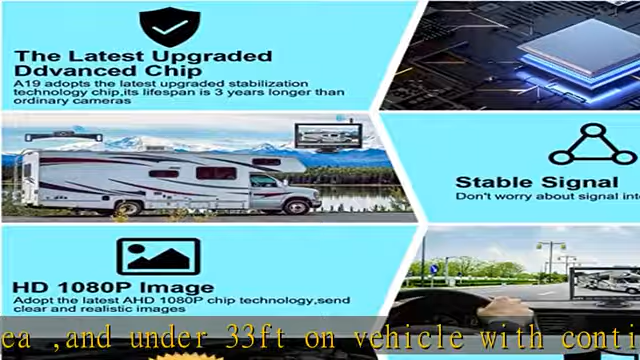 The Latest Upgraded
Ddvanced Chip
A19 adopts the latest upgraded stabilization
technology chip,its lifespan is 3 years longer than
ordinary cameras
Stable Signal
Don't worry about signal
HD 1080P Image
Adopt the latest AHD 1080P chip technology,send
clear and realistic images
,and under 33ft on vehicle with